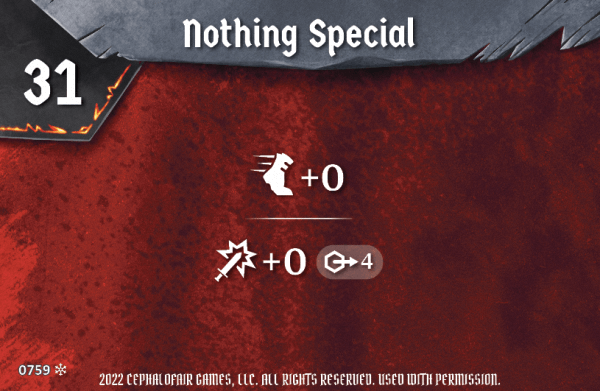 Nothing Special
31
+0
+0 4
0759
2022 CEPHALOFAIR GAMES, LLC. ALL RIGHTS RESERVED. USED WITH PERMISSION.